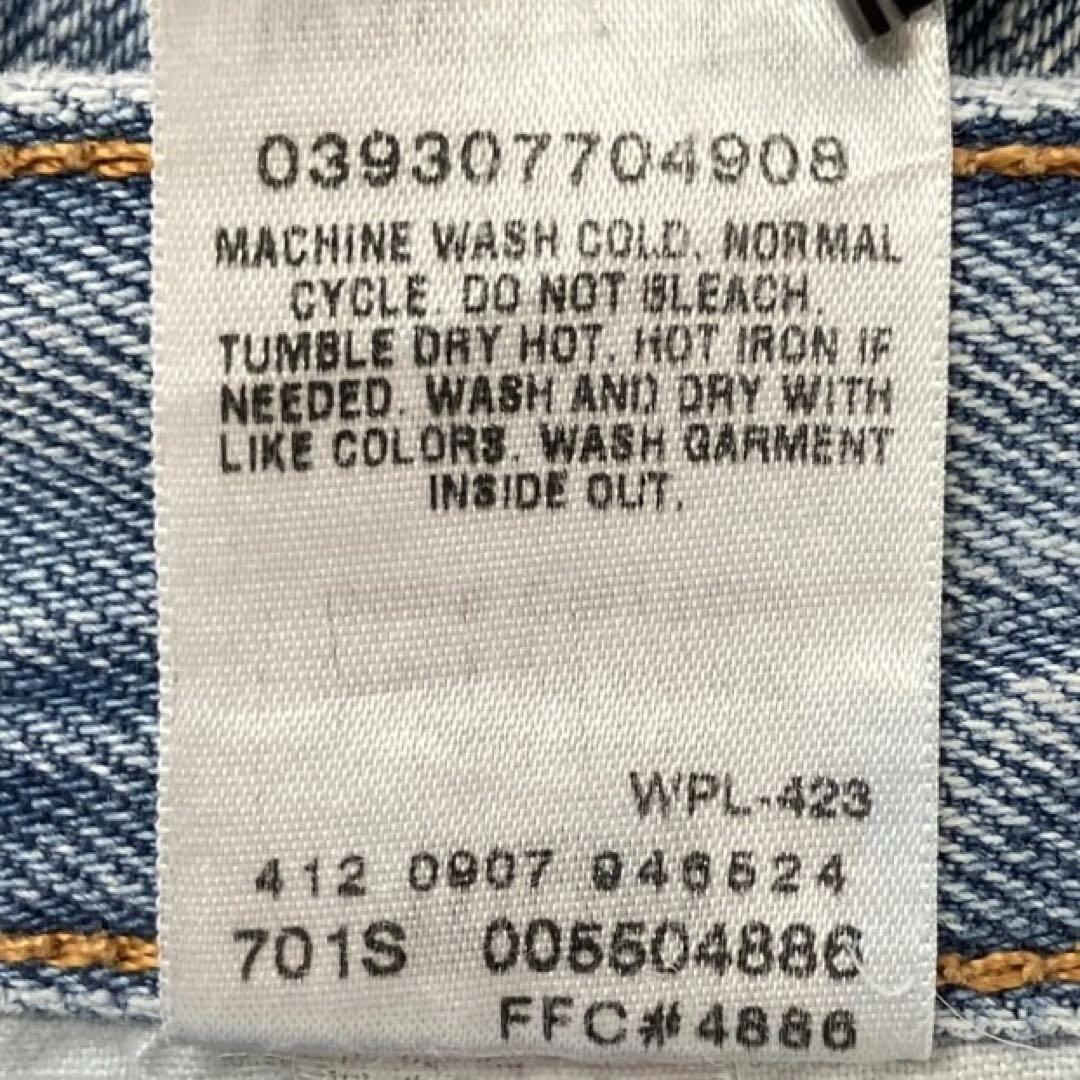 039307704908
MACHINE WASH COLD. NORMAL
CYCLE. DO NOT BLEACH.
TUMBLE DRY HOT. HOT IRON IF
NEEDED. WASH AND DRY WITH
LIKE COLORS. WASH GARMENT
INSIDE OUT.
WPL-423
412 0907 946524
701S 005504886
FFC#4886